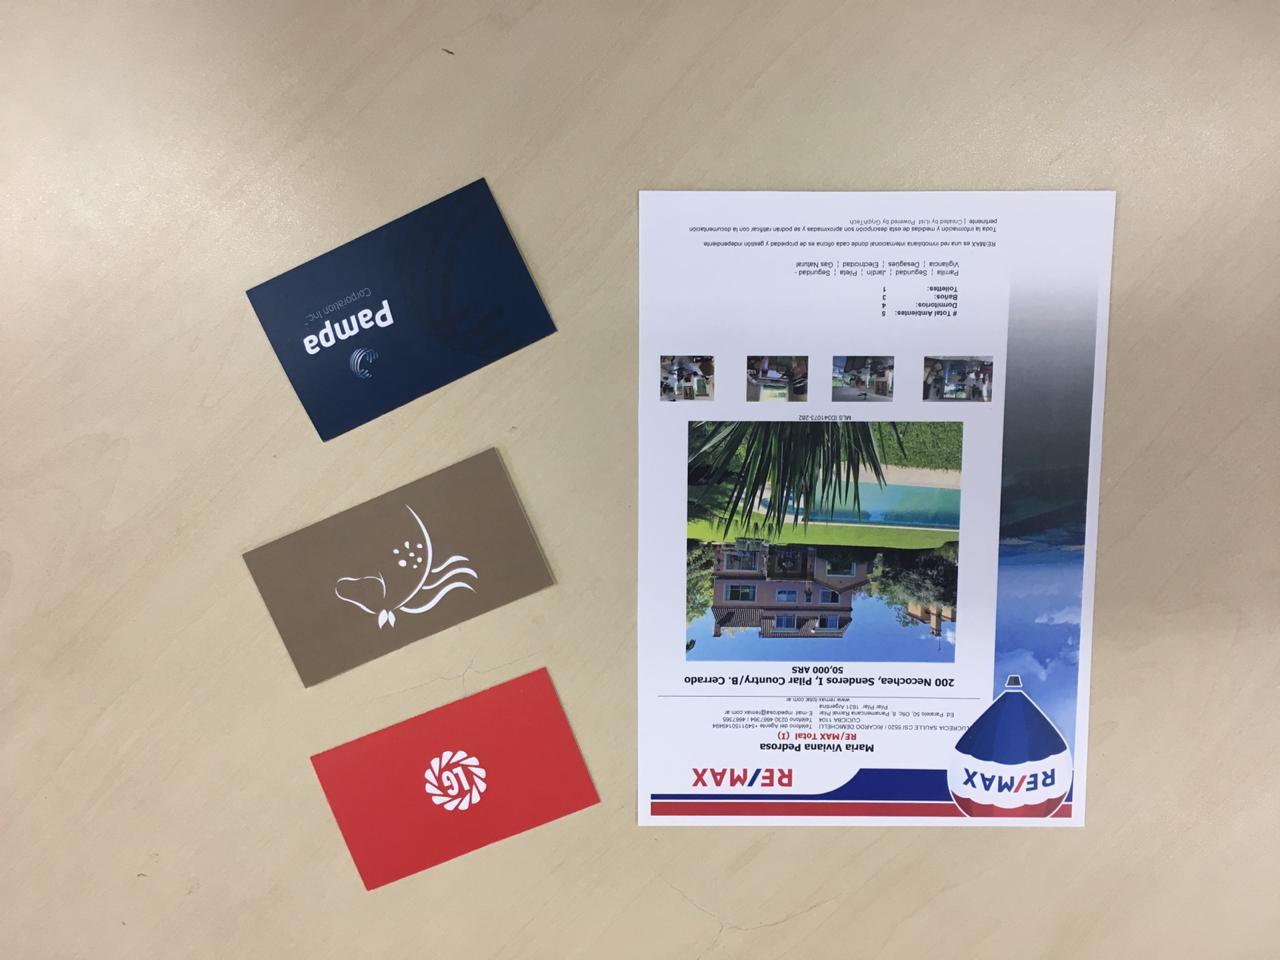 RE/MAX
RE/MAX
Maria Viviana Pedrosa
RE/MAX Total (I)
LUCRECIA SAULLE CSI 5520 / RICARDO DEMICHELLI
CUCICBA 1104
Ed. Paralelo 50, Ofic. 8, Panamericana Ramal Pilar
Pilar Pilar 1631 Argentina
Teléfono del Agente +5491150149494
Teléfono 0230 4667364 / 4667365
E-mail mpedrosa@remax.com.ar
www.remax-total.com.ar
200 Necochea, Senderos I, Pilar Country/B. Cerrado
50,000 ARS
MLS ID341073-282
# Total Ambientes: 5
Dormitorios: 4
Baños: 3
Toilettes: 1
Parrilla ¦ Seguridad ¦ Jardín ¦ Pileta ¦ Seguridad -
Vigilancia ¦ Desagües ¦ Electricidad ¦ Gas Natural
RE/MAX es una red inmobiliaria internacional donde cada oficina es de propiedad y gestión independiente.
Toda la información y medidas de esta descripción son aproximadas y se podrán ratificar con la documentación
pertinente. | Created by iList Powered by GryphTech
LG
Pampa
Corporation Inc.™